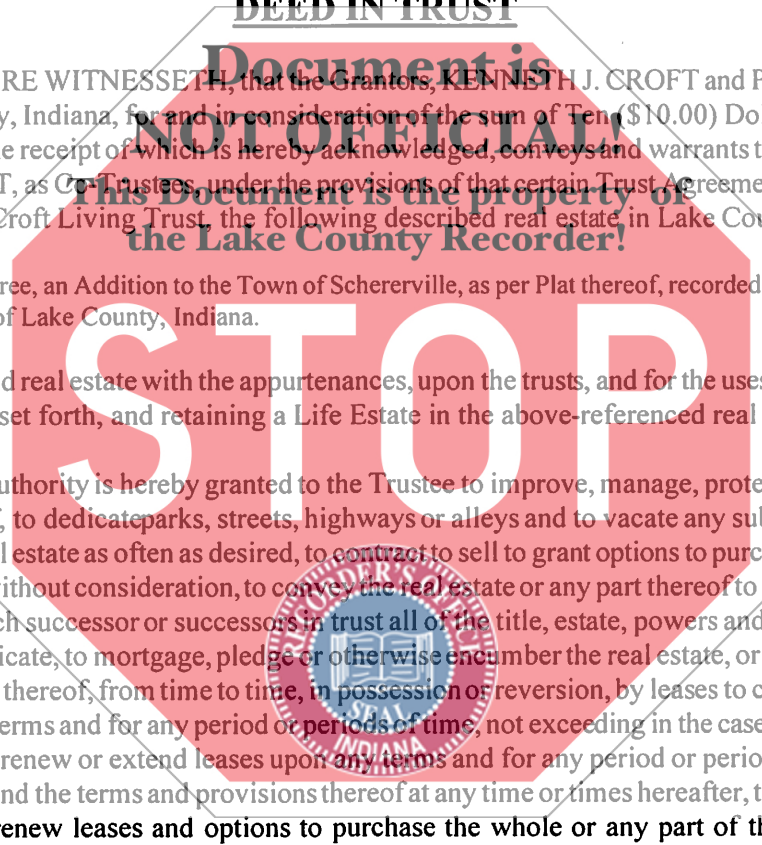 DEED IN TRUST
Document is
RE WITNESSETH, that the Grantors, KENNETH J. CROFT and P
y, Indiana, for and in consideration of the sum of Ten ($10.00) Do
NOT OFFICIAL!
e receipt of which is hereby acknowledged, conveys and warrants t
T, as Co-Trustees, under the provisions of that certain Trust Agreeme
This Document is the property of
Croft Living Trust, the following described real estate in Lake Cou
the Lake County Recorder!
ree, an Addition to the Town of Schererville, as per Plat thereof, recorded
of Lake County, Indiana.
STOP
d real estate with the appurtenances, upon the trusts, and for the uses
set forth, and retaining a Life Estate in the above-referenced real
uthority is hereby granted to the Trustee to improve, manage, prote
, to dedicateparks, streets, highways or alleys and to vacate any sub
l estate as often as desired, to contract to sell to grant options to purc
ithout consideration, to convey the real estate or any part thereof to
ch successor or successors in trust all of the title, estate, powers and
icate, to mortgage, pledge or otherwise encumber the real estate, or
thereof, from time to time, in possession or reversion, by leases to c
erms and for any period or periods of time, not exceeding in the case
renew or extend leases upon any terms and for any period or perio
nd the terms and provisions thereof at any time or times hereafter, t
renew leases and options to purchase the whole or any part of th
RECORDER'S OFFICE
SEAL
INDIANA